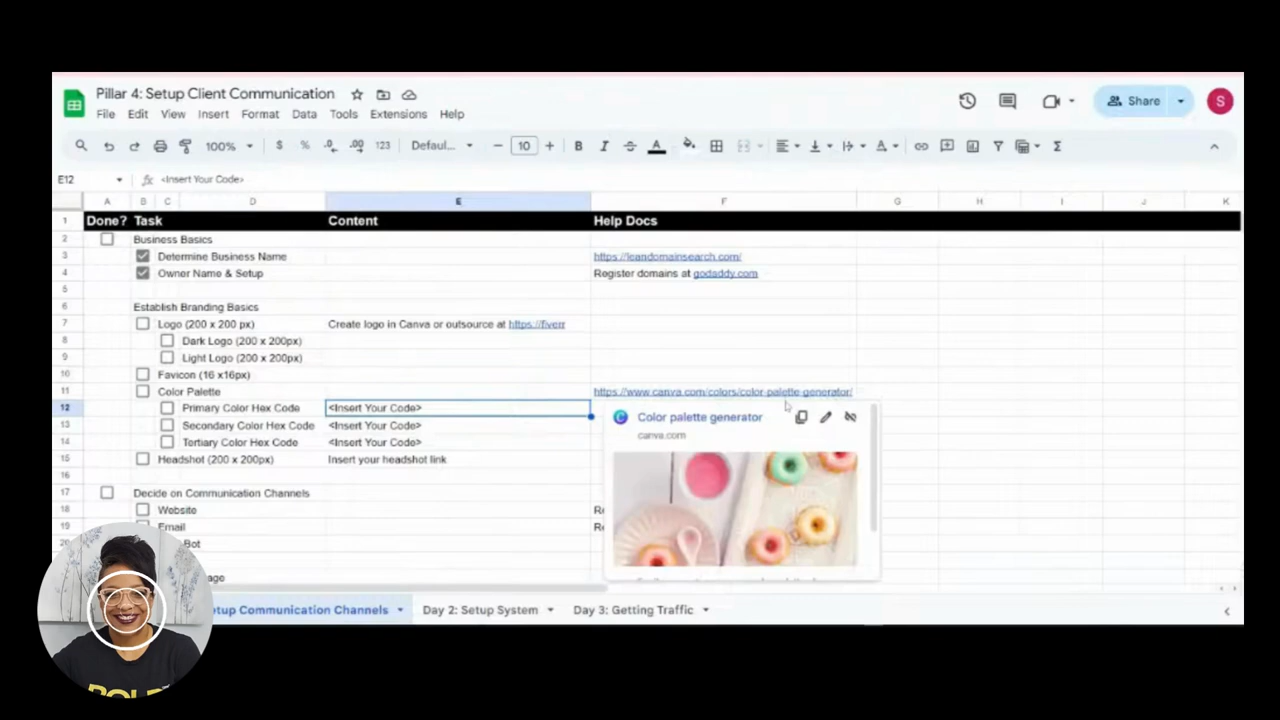 Pillar 4: Setup Client Communication
File Edit View Insert Format Data Tools Extensions Help
Share
S
100% $ % .0 .00 123 Defaul... − 10 + B I A
E12 <Insert Your Code>
A B C D E F G H I J K
1 Done? Task Content Help Docs
2 Business Basics
3 Determine Business Name https://leandomainsearch.com/
4 Owner Name & Setup Register domains at godaddy.com
5
6 Establish Branding Basics
7 Logo (200 x 200 px) Create logo in Canva or outsource at https://fiverr
8 Dark Logo (200 x 200px)
9 Light Logo (200 x 200px)
10 Favicon (16 x16px)
11 Color Palette https://www.canva.com/colors/color-palette-generator/
12 Primary Color Hex Code <Insert Your Code>
13 Secondary Color Hex Code <Insert Your Code>
14 Tertiary Color Hex Code <Insert Your Code>
15 Headshot (200 x 200px) Insert your headshot link
Color palette generator
canva.com
16
17 Decide on Communication Channels
18 Website Re
19 Email Re
Bot
Setup Communication Channels Day 2: Setup System Day 3: Getting Traffic